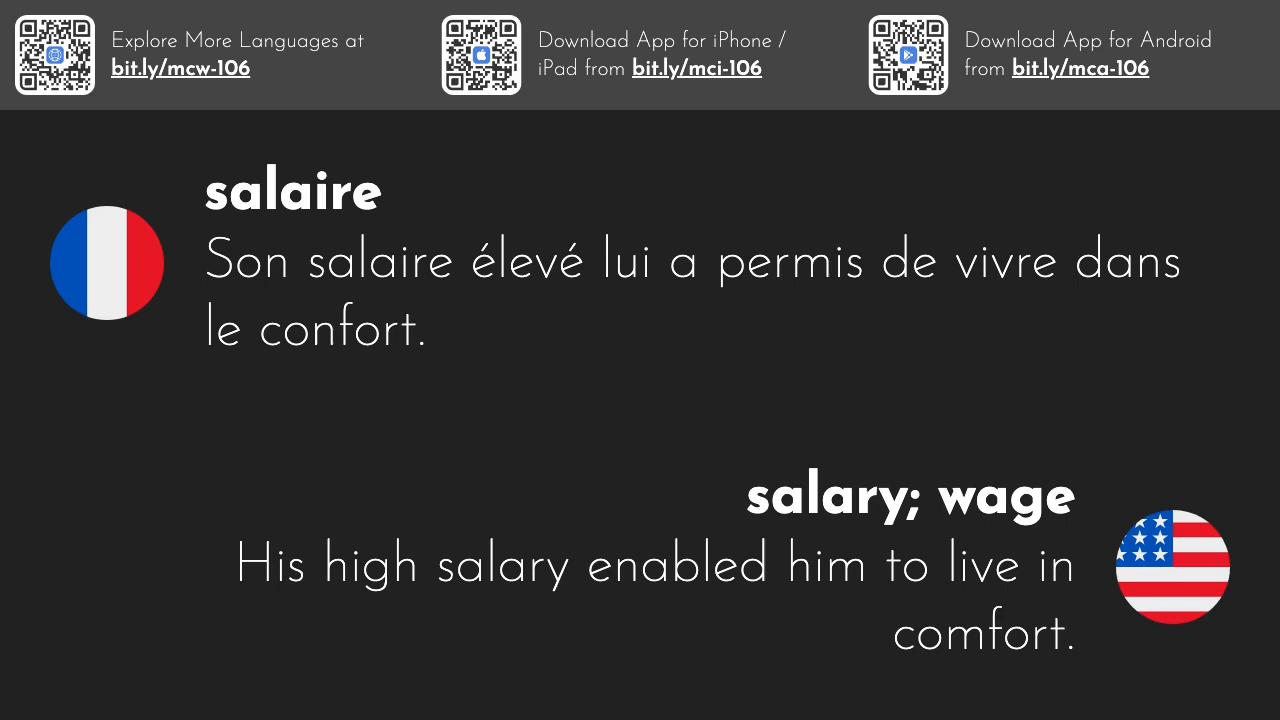 Explore More Languages at
bit.ly/mcw-106
Download App for iPhone /
iPad from bit.ly/mci-106
Download App for Android
from bit.ly/mca-106
salaire
Son salaire élevé lui a permis de vivre dans
le confort.
salary; wage
His high salary enabled him to live in
comfort.